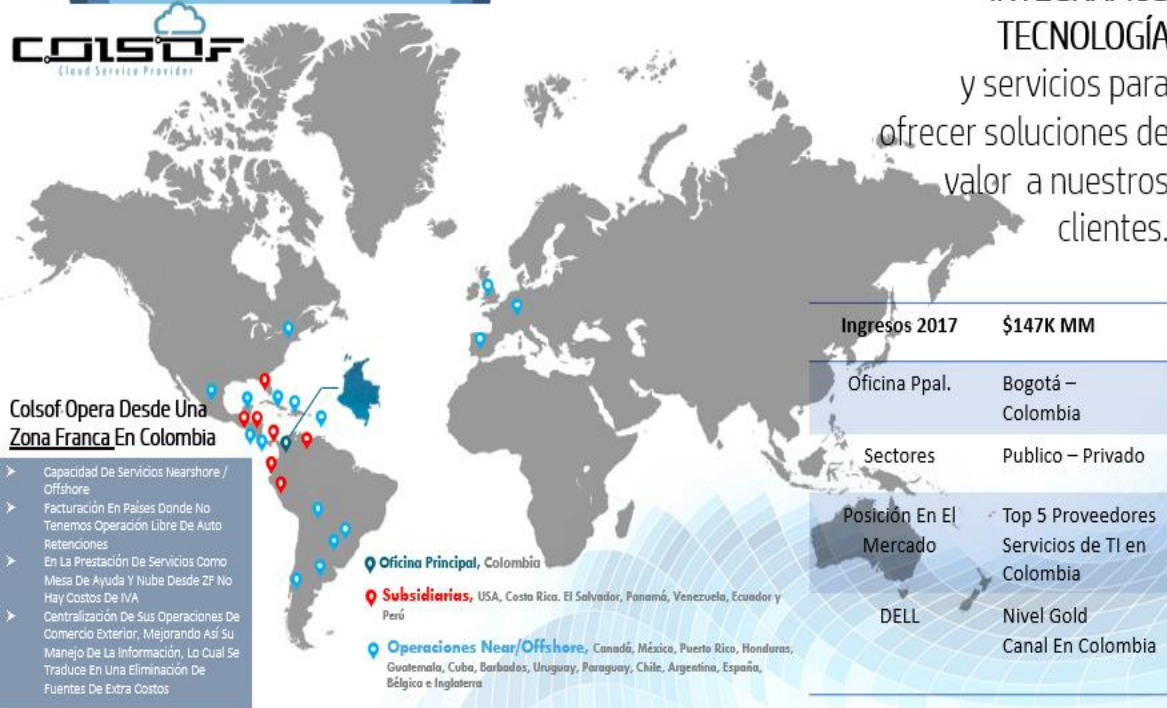 COLSOF
Cloud Service Provider
TECNOLOGÍA
y servicios para
ofrecer soluciones de
valor a nuestros
clientes.
Colsof Opera Desde Una
Zona Franca En Colombia
Capacidad De Servicios Nearshore /
Offshore
Facturación En Países Donde No
Tenemos Operación Libre De Auto
Retenciones
En La Prestación De Servicios Como
Mesa De Ayuda Y Nube Desde ZF No
Hay Costos De IVA
Centralización De Sus Operaciones De
Comercio Exterior, Mejorando Así Su
Manejo De La Información, Lo Cual Se
Traduce En Una Eliminación De
Fuentes De Extra Costos
Oficina Principal, Colombia
Subsidiarias, USA, Costa Rica. El Salvador, Panamá, Venezuela, Ecuador y
Perú
Operaciones Near/Offshore, Canadá, México, Puerto Rico, Honduras,
Guatemala, Cuba, Barbados, Uruguay, Paraguay, Chile, Argentina, España,
Bélgica e Inglaterra
Ingresos 2017 $147K MM
Oficina Ppal. Bogotá –
Colombia
Sectores Publico – Privado
Posición En El Top 5 Proveedores
Mercado Servicios de TI en
Colombia
DELL Nivel Gold
Canal En Colombia